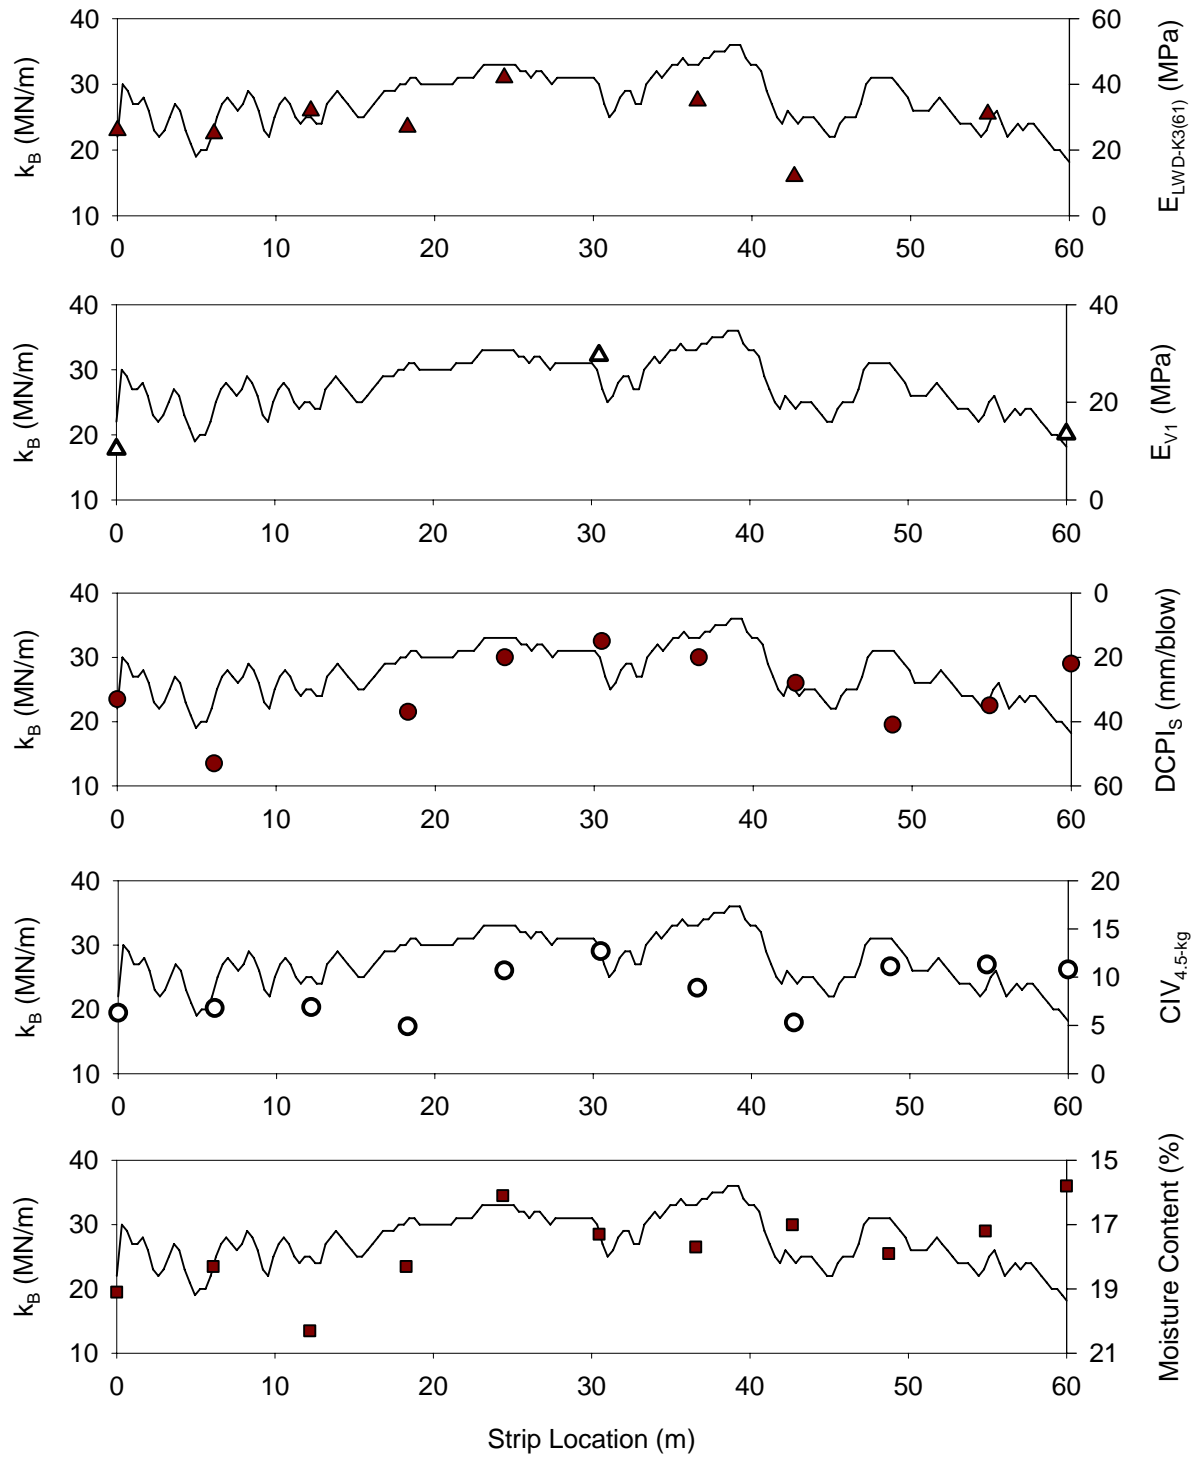 40
30
20
10
k_B (MN/m)
60
40
20
0
E_LWD-K3(61) (MPa)
0 10 20 30 40 50 60
40
30
20
10
k_B (MN/m)
40
20
0
E_V1 (MPa)
0 10 20 30 40 50 60
40
30
20
10
k_B (MN/m)
0
20
40
60
DCPI_S (mm/blow)
0 10 20 30 40 50 60
40
30
20
10
k_B (MN/m)
20
15
10
5
0
CIV_4.5-kg
0 10 20 30 40 50 60
40
30
20
10
k_B (MN/m)
15
17
19
21
Moisture Content (%)
0 10 20 30 40 50 60
Strip Location (m)